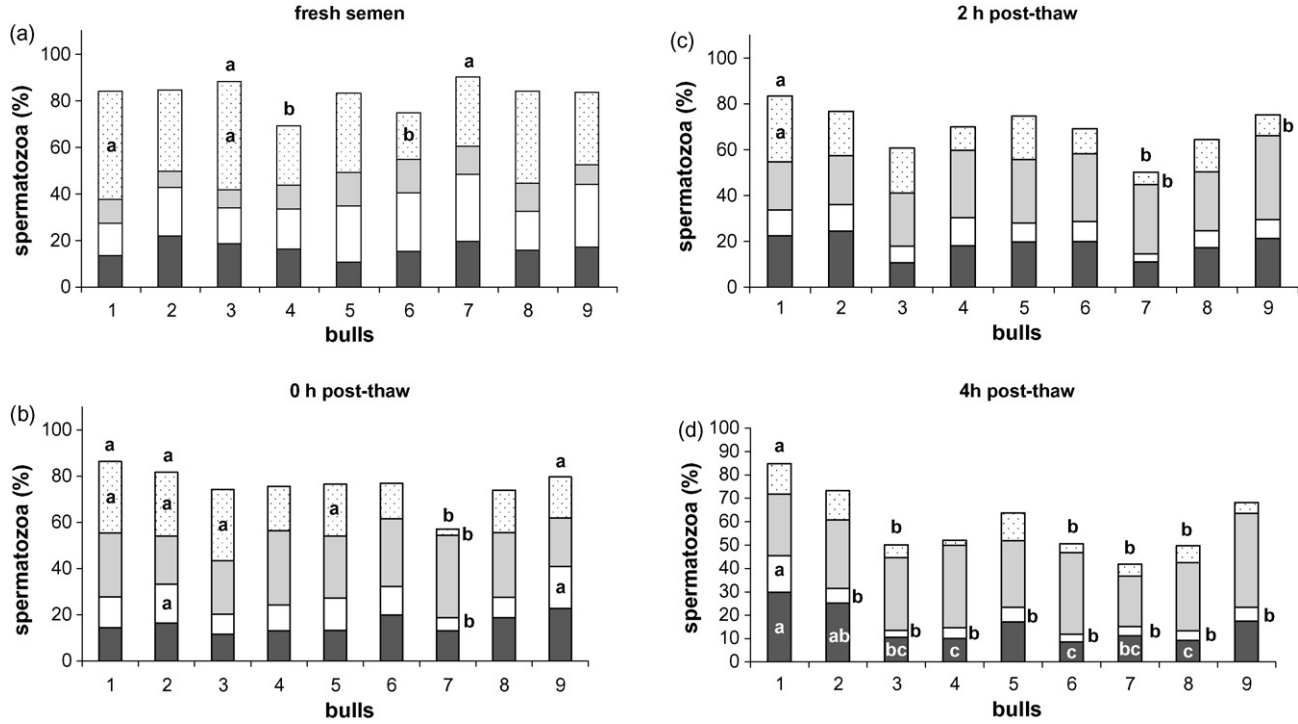 fresh semen
(a)
spermatozoa (%)
100
80
60
40
20
0
a
a
a
b
b
a
1 2 3 4 5 6 7 8 9
bulls
2 h post-thaw
(c)
spermatozoa (%)
100
80
60
40
20
0
a
a
b
b
b
1 2 3 4 5 6 7 8 9
bulls
0 h post-thaw
(b)
spermatozoa (%)
100
80
60
40
20
0
a a a
a a a a
b
b
a b a
1 2 3 4 5 6 7 8 9
bulls
4h post-thaw
(d)
spermatozoa (%)
100
90
80
70
60
50
40
30
20
10
0
a
b b b b
a b b b b b b b b
a ab bc c c bc c
1 2 3 4 5 6 7 8 9
bulls